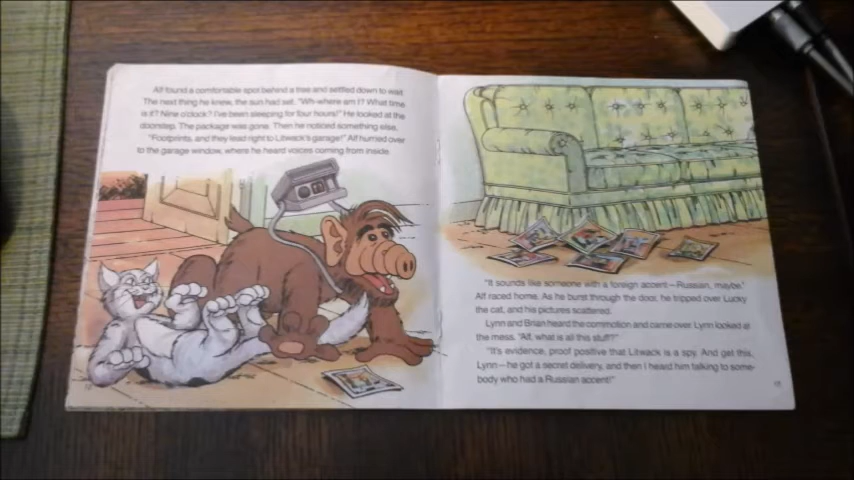 Alf found a comfortable spot behind a tree and settled down to wait.
The next thing he knew, the sun had set. "Wh-where am I? What time
is it? Nine o'clock? I've been sleeping for four hours!" He looked at the
doorstep. The package was gone. Then he noticed something else.
"Footprints, and they lead right to Litwack's garage!" Alf hurried over
to the garage window, where he heard voices coming from inside.
12
"It sounds like someone with a foreign accent—Russian, maybe."
Alf raced home. As he burst through the door, he tripped over Lucky
the cat, and his pictures scattered.
Lynn and Brian heard the commotion and came over. Lynn looked at
the mess. "Alf, what is all this stuff?"
"It's evidence, proof positive that Litwack is a spy. And get this,
Lynn—he got a secret delivery, and then I heard him talking to some-
body who had a Russian accent!"